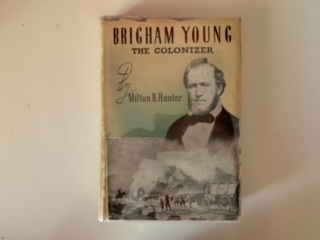 BRIGHAM YOUNG
THE COLONIZER
By
Milton R. Hunter